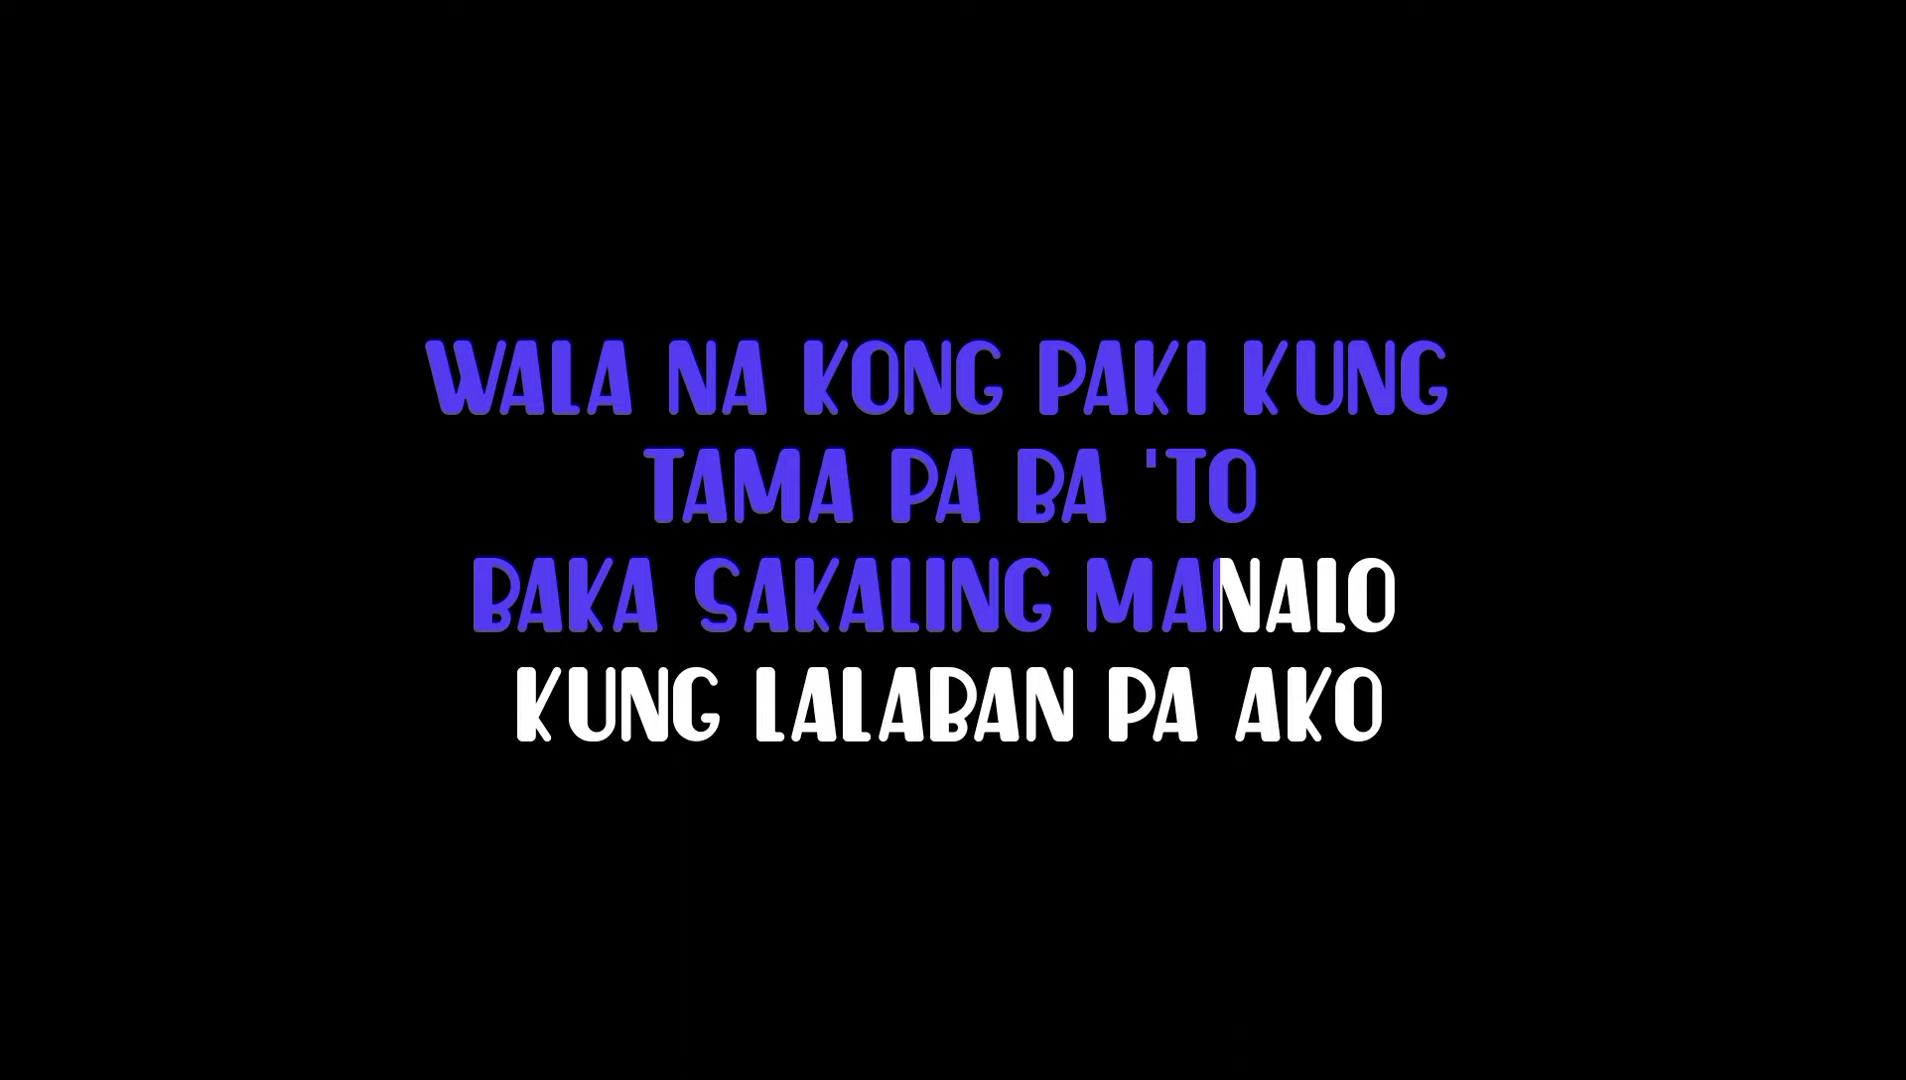 WALA NA KONG PAKI KUNG
TAMA PA BA 'TO
BAKA SAKALING MANALO
KUNG LALABAN PA AKO